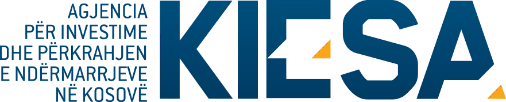 AGJENCIA
PËR INVESTIME
DHE PËRKRAHJEN
E NDËRMARRJEVE
NË KOSOVË
KIESA